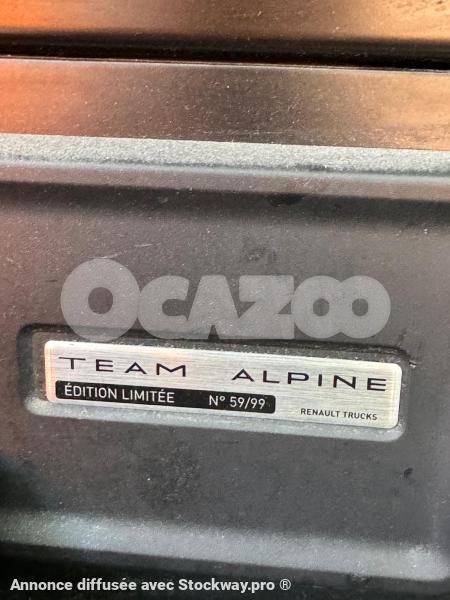 OCAZOO
TEAM ALPINE
ÉDITION LIMITÉE N° 59/99
RENAULT TRUCKS
Annonce diffusée avec Stockway.pro ®